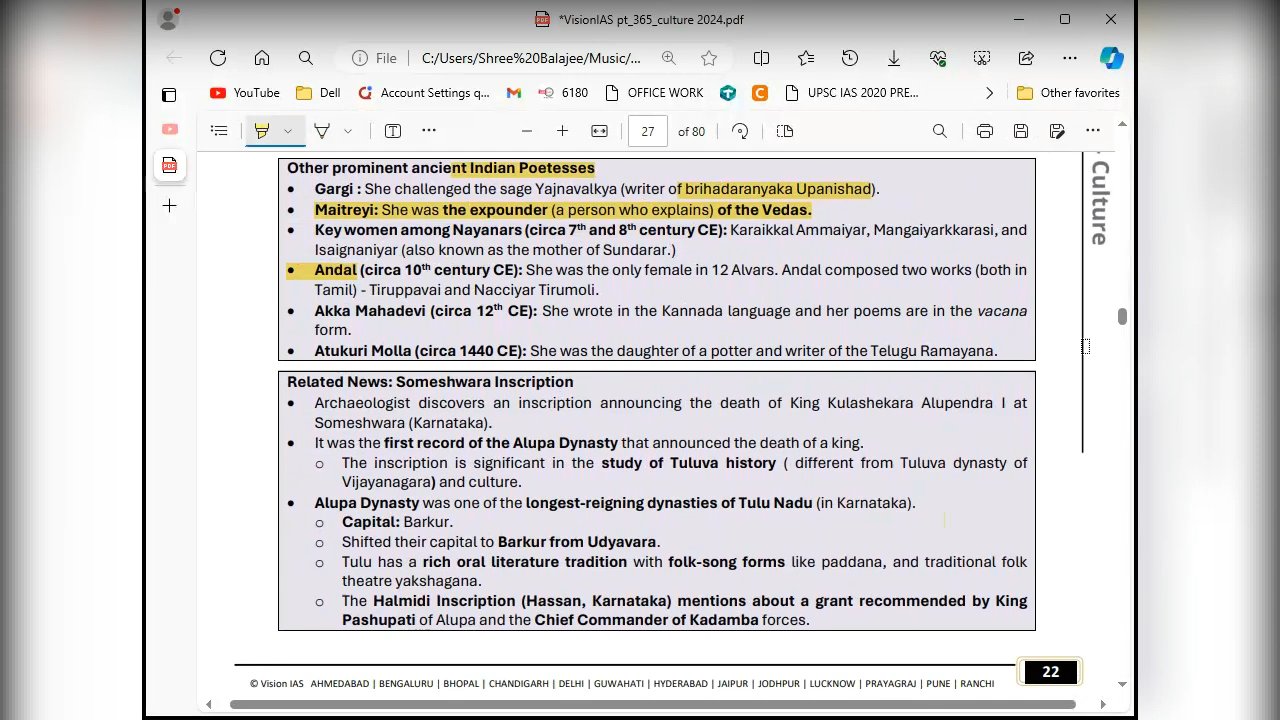 *VisionIAS pt_365_culture 2024.pdf
File C:/Users/Shree%20Balajee/Music/...
YouTube Dell Account Settings q... 6180 OFFICE WORK UPSC IAS 2020 PRE... Other favorites
27 of 80
Culture
Other prominent ancient Indian Poetesses
• Gargi : She challenged the sage Yajnavalkya (writer of brihadaranyaka Upanishad).
• Maitreyi: She was the expounder (a person who explains) of the Vedas.
• Key women among Nayanars (circa 7th and 8th century CE): Karaikkal Ammaiyar, Mangaiyarkkarasi, and
Isaignaniyar (also known as the mother of Sundarar.)
• Andal (circa 10th century CE): She was the only female in 12 Alvars. Andal composed two works (both in
Tamil) - Tiruppavai and Nacciyar Tirumoli.
• Akka Mahadevi (circa 12th CE): She wrote in the Kannada language and her poems are in the vacana
form.
• Atukuri Molla (circa 1440 CE): She was the daughter of a potter and writer of the Telugu Ramayana.
Related News: Someshwara Inscription
• Archaeologist discovers an inscription announcing the death of King Kulashekara Alupendra I at
Someshwara (Karnataka).
• It was the first record of the Alupa Dynasty that announced the death of a king.
o The inscription is significant in the study of Tuluva history ( different from Tuluva dynasty of
Vijayanagara) and culture.
• Alupa Dynasty was one of the longest-reigning dynasties of Tulu Nadu (in Karnataka).
o Capital: Barkur.
o Shifted their capital to Barkur from Udyavara.
o Tulu has a rich oral literature tradition with folk-song forms like paddana, and traditional folk
theatre yakshagana.
o The Halmidi Inscription (Hassan, Karnataka) mentions about a grant recommended by King
Pashupati of Alupa and the Chief Commander of Kadamba forces.
22
© Vision IAS AHMEDABAD | BENGALURU | BHOPAL | CHANDIGARH | DELHI | GUWAHATI | HYDERABAD | JAIPUR | JODHPUR | LUCKNOW | PRAYAGRAJ | PUNE | RANCHI